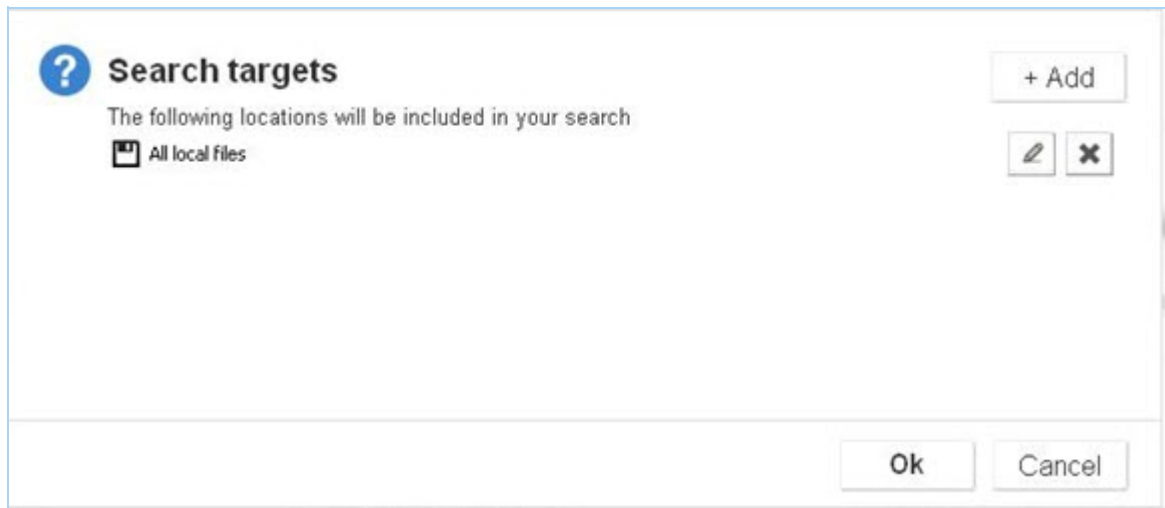 Search targets
+ Add
The following locations will be included in your search
All local files
Ok
Cancel